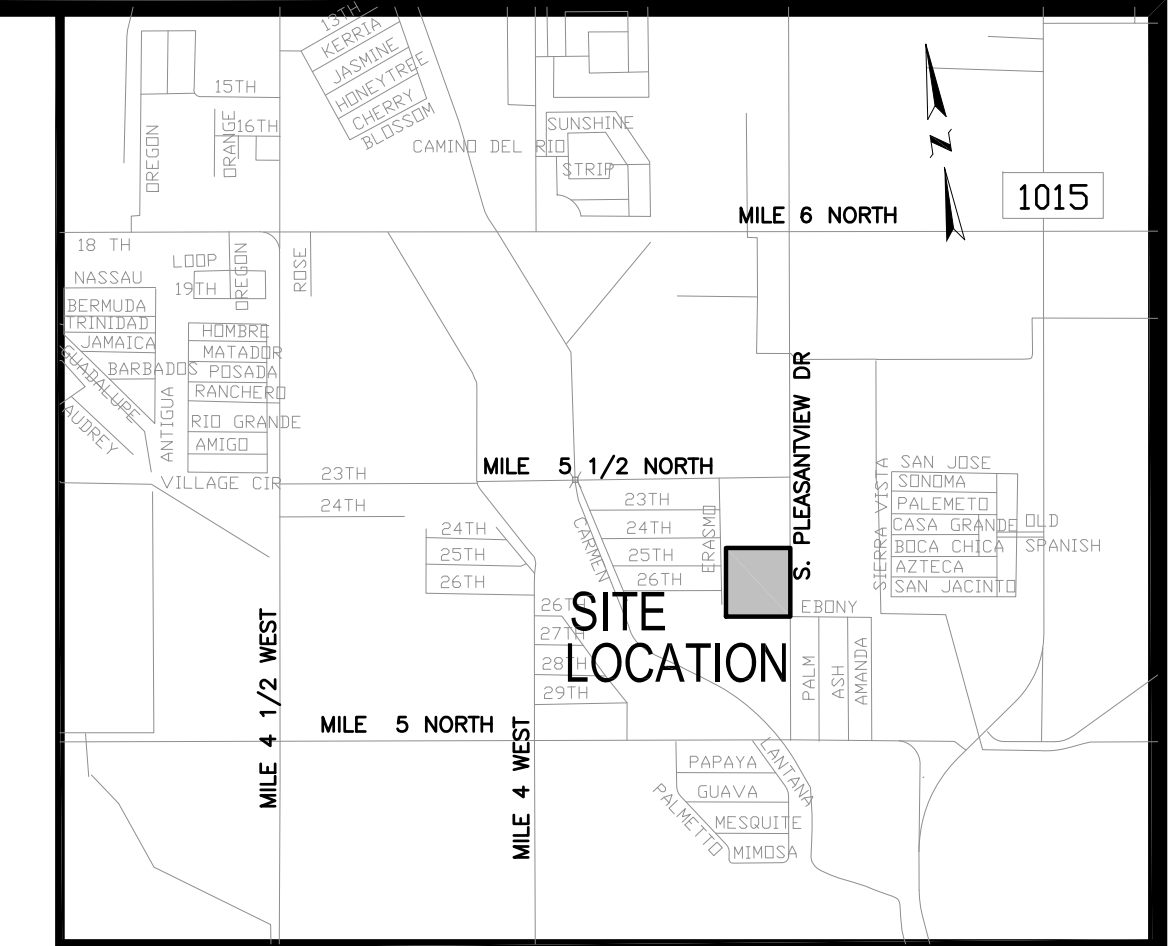 13TH
KERRIA
JASMINE
HONEYTREE
CHERRY
BLOSSOM
15TH
16TH
ORANGE
OREGON
CAMINO DEL RIO
SUNSHINE
STRIP
N
1015
MILE 6 NORTH
18 TH
LOOP
19TH
OREGON
ROSE
NASSAU
BERMUDA
TRINIDAD
JAMAICA
BARBADOS
GUADALUPE
AUDREY
ANTIGUA
HOMBRE
MATADOR
POSADA
RANCHERO
RIO GRANDE
AMIGO
VILLAGE CIR
23TH
24TH
MILE 5 1/2 NORTH
S. PLEASANTVIEW DR
24TH
25TH
26TH
CARMEN
23TH
24TH
25TH
26TH
ERASMO
SIERRA VISTA
SAN JOSE
SONOMA
PALEMETO
CASA GRANDE
BOCA CHICA
AZTECA
SAN JACINTO
OLD
SPANISH
SITE
LOCATION
26TH
27TH
28TH
29TH
EBONY
PALM
ASH
AMANDA
MILE 4 1/2 WEST
MILE 5 NORTH
MILE 4 WEST
PAPAYA
GUAVA
MESQUITE
MIMOSA
PALMETTO
LANTANA